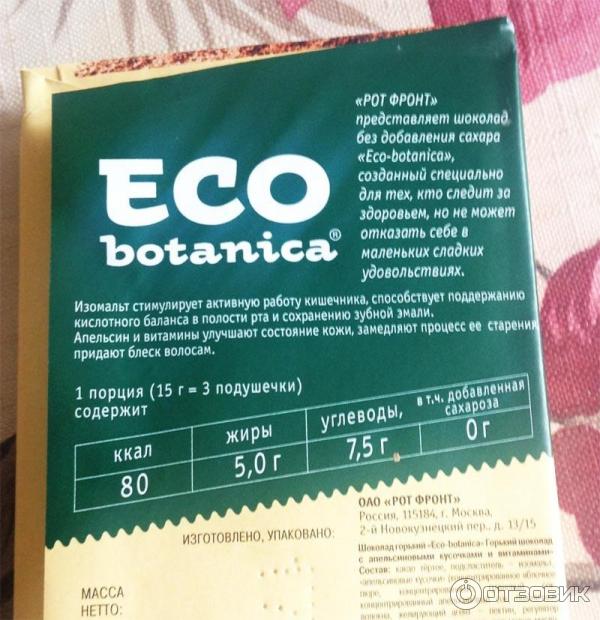 ECO
botanica®
«РОТ ФРОНТ»
представляет шоколад
без добавления сахара
«Eco-botanica»,
созданный специально
для тех, кто следит за
здоровьем, но не может
отказать себе в
маленьких сладких
удовольствиях.
Изомальт стимулирует активную работу кишечника, способствует поддержанию
кислотного баланса в полости рта и сохранению зубной эмали.
Апельсин и витамины улучшают состояние кожи, замедляют процесс ее старения
придают блеск волосам.
1 порция (15 г = 3 подушечки)
содержит
ккал жиры углеводы, в т.ч. добавленная
сахароза
80 5,0 г 7,5 г 0 г
ОАО «РОТ ФРОНТ»
Россия, 115184, г. Москва,
2-й Новокузнецкий пер., д. 13/15
ИЗГОТОВЛЕНО, УПАКОВАНО:
Шоколад горький «Eco-botanica» Горький шоколад
с апельсиновыми кусочками и витаминами
Состав: какао тёртое, подсластитель - изомальт,
МАССА
НЕТТО:
ОТЗОВИК